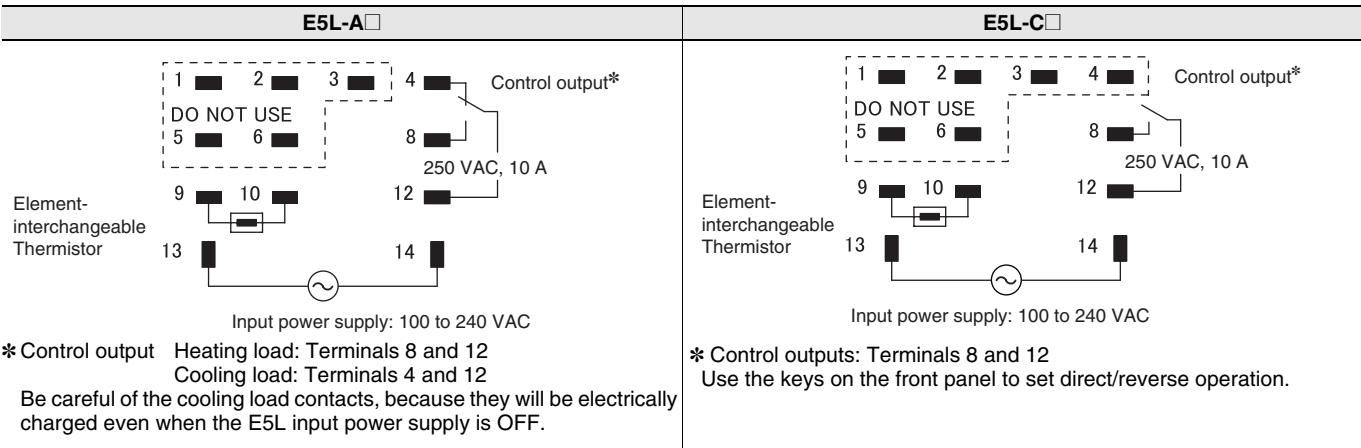 E5L-A□
1 2 3 4 Control output*
DO NOT USE
5 6 8
250 VAC, 10 A
9 10 12
Element-
interchangeable
Thermistor
13 14
Input power supply: 100 to 240 VAC
* Control output Heating load: Terminals 8 and 12
Cooling load: Terminals 4 and 12
Be careful of the cooling load contacts, because they will be electrically
charged even when the E5L input power supply is OFF.
E5L-C□
1 2 3 4 Control output*
DO NOT USE
5 6 8
250 VAC, 10 A
9 10 12
Element-
interchangeable
Thermistor
13 14
Input power supply: 100 to 240 VAC
* Control outputs: Terminals 8 and 12
Use the keys on the front panel to set direct/reverse operation.